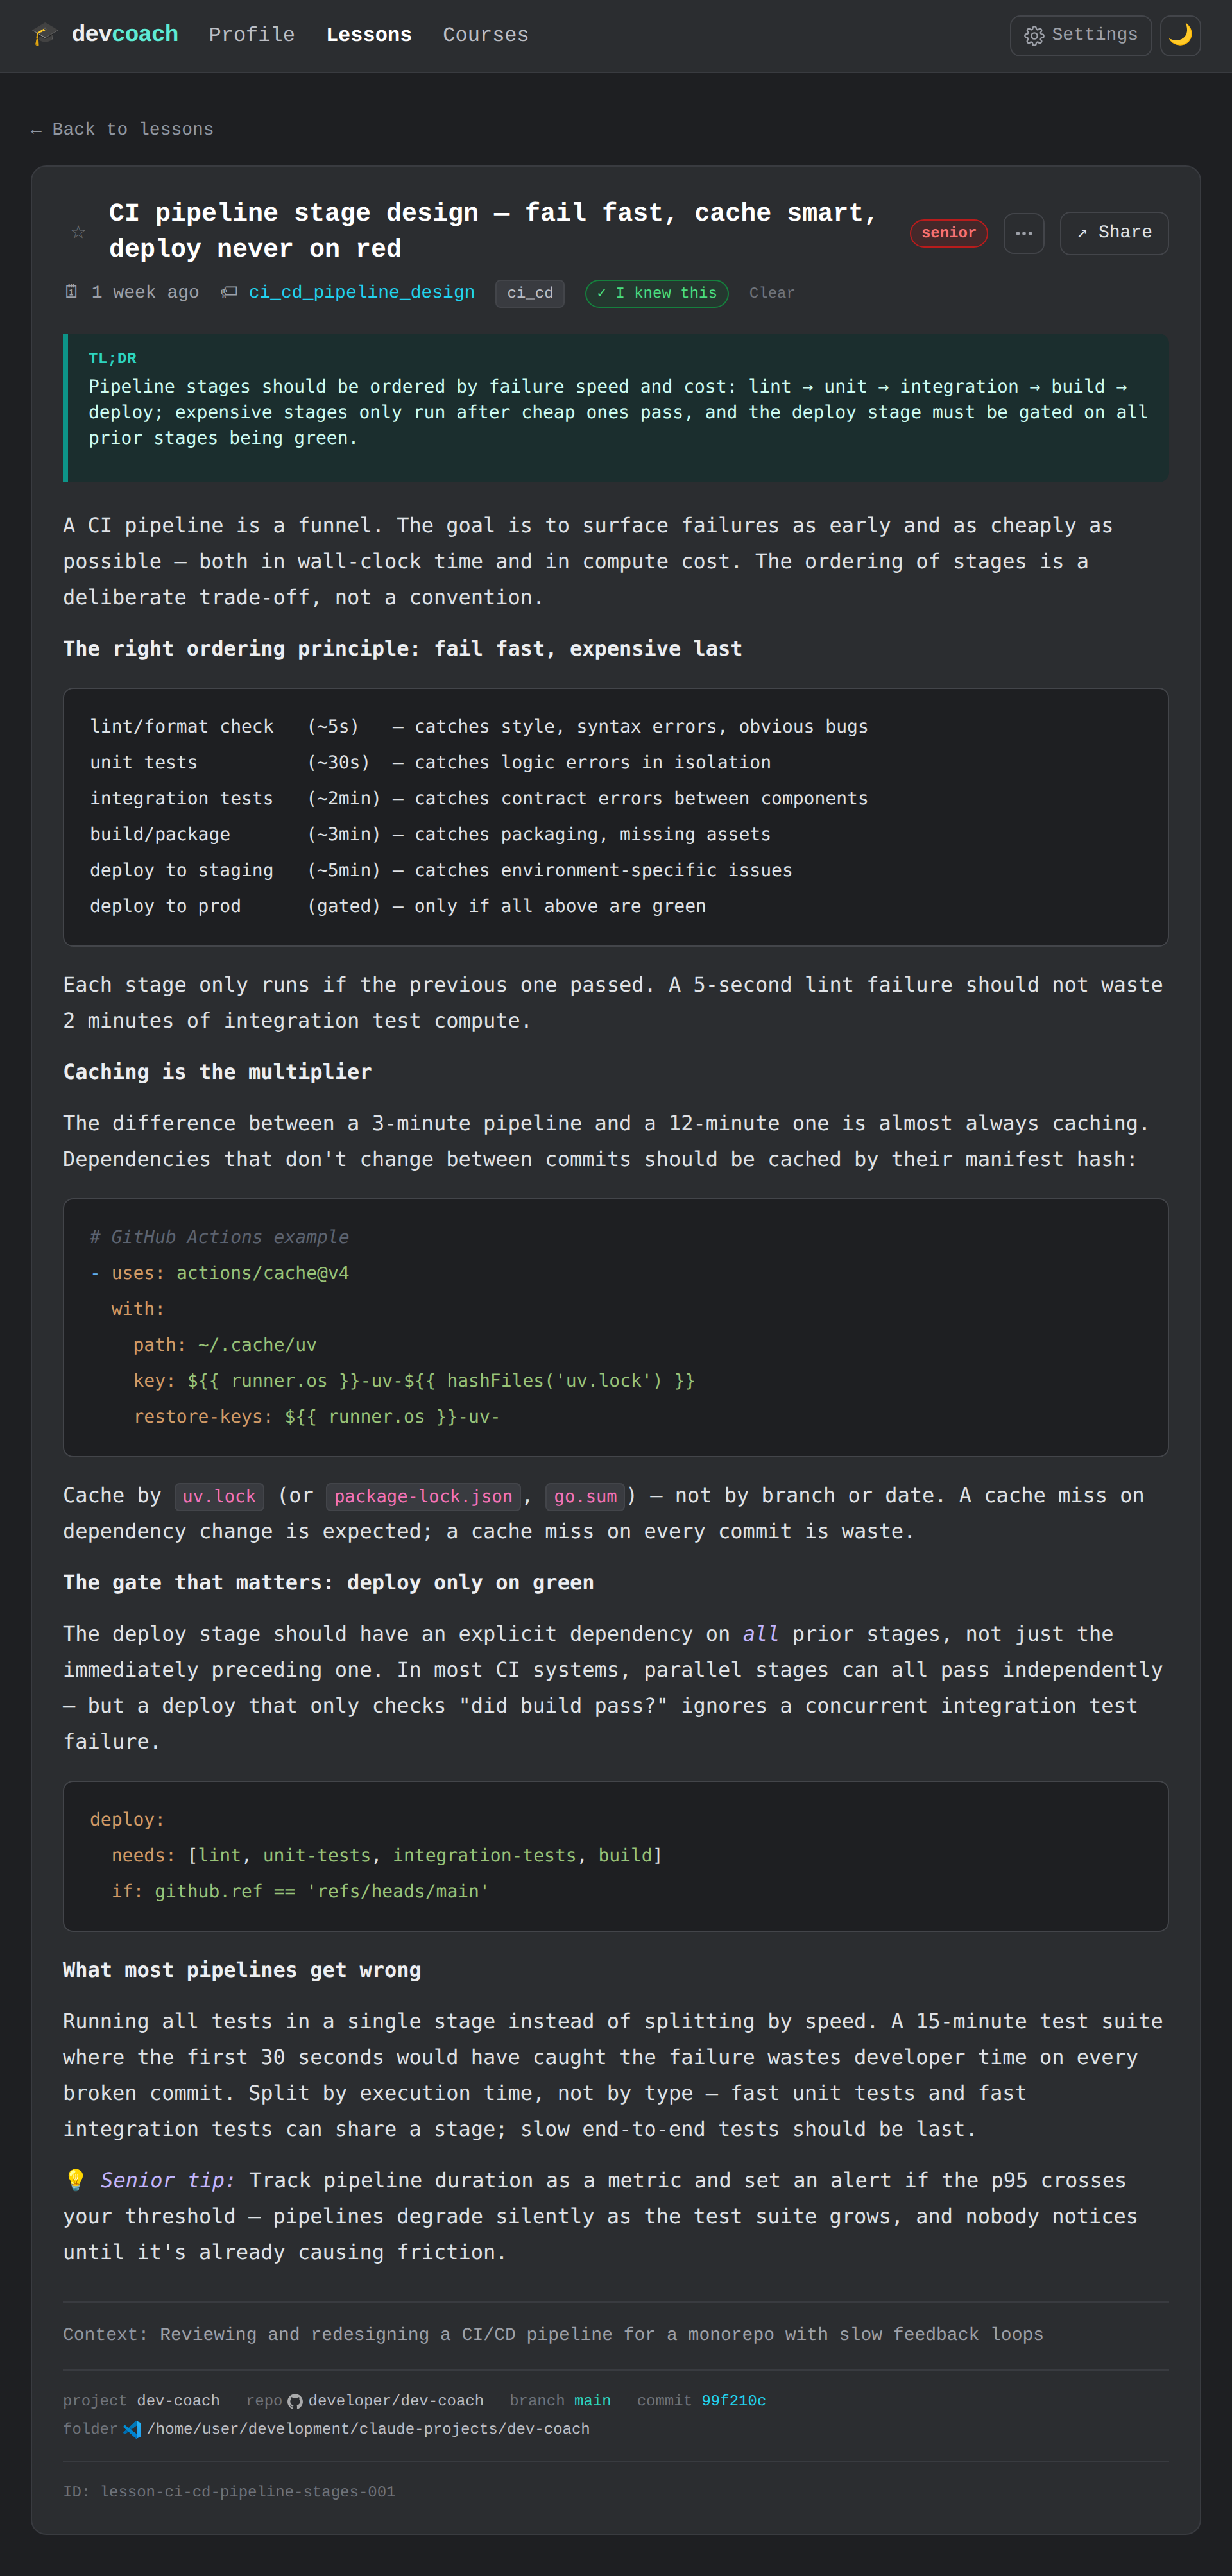 devcoach Profile Lessons Courses Settings
← Back to lessons
☆ CI pipeline stage design — fail fast, cache smart,
deploy never on red
senior ••• ↗ Share
1 week ago ci_cd_pipeline_design ci_cd ✓ I knew this Clear
TL;DR
Pipeline stages should be ordered by failure speed and cost: lint → unit → integration → build →
deploy; expensive stages only run after cheap ones pass, and the deploy stage must be gated on all
prior stages being green.
A CI pipeline is a funnel. The goal is to surface failures as early and as cheaply as
possible — both in wall-clock time and in compute cost. The ordering of stages is a
deliberate trade-off, not a convention.
The right ordering principle: fail fast, expensive last
lint/format check   (~5s)   — catches style, syntax errors, obvious bugs
unit tests          (~30s)  — catches logic errors in isolation
integration tests   (~2min) — catches contract errors between components
build/package       (~3min) — catches packaging, missing assets
deploy to staging   (~5min) — catches environment-specific issues
deploy to prod      (gated) — only if all above are green
Each stage only runs if the previous one passed. A 5-second lint failure should not waste
2 minutes of integration test compute.
Caching is the multiplier
The difference between a 3-minute pipeline and a 12-minute one is almost always caching.
Dependencies that don't change between commits should be cached by their manifest hash:
# GitHub Actions example
- uses: actions/cache@v4
  with:
    path: ~/.cache/uv
    key: ${{ runner.os }}-uv-${{ hashFiles('uv.lock') }}
    restore-keys: ${{ runner.os }}-uv-
Cache by uv.lock (or package-lock.json, go.sum) — not by branch or date. A cache miss on
dependency change is expected; a cache miss on every commit is waste.
The gate that matters: deploy only on green
The deploy stage should have an explicit dependency on all prior stages, not just the
immediately preceding one. In most CI systems, parallel stages can all pass independently
— but a deploy that only checks "did build pass?" ignores a concurrent integration test
failure.
deploy:
  needs: [lint, unit-tests, integration-tests, build]
  if: github.ref == 'refs/heads/main'
What most pipelines get wrong
Running all tests in a single stage instead of splitting by speed. A 15-minute test suite
where the first 30 seconds would have caught the failure wastes developer time on every
broken commit. Split by execution time, not by type — fast unit tests and fast
integration tests can share a stage; slow end-to-end tests should be last.
💡 Senior tip: Track pipeline duration as a metric and set an alert if the p95 crosses
your threshold — pipelines degrade silently as the test suite grows, and nobody notices
until it's already causing friction.
Context: Reviewing and redesigning a CI/CD pipeline for a monorepo with slow feedback loops
project dev-coach repo developer/dev-coach branch main commit 99f210c
folder /home/user/development/claude-projects/dev-coach
ID: lesson-ci-cd-pipeline-stages-001